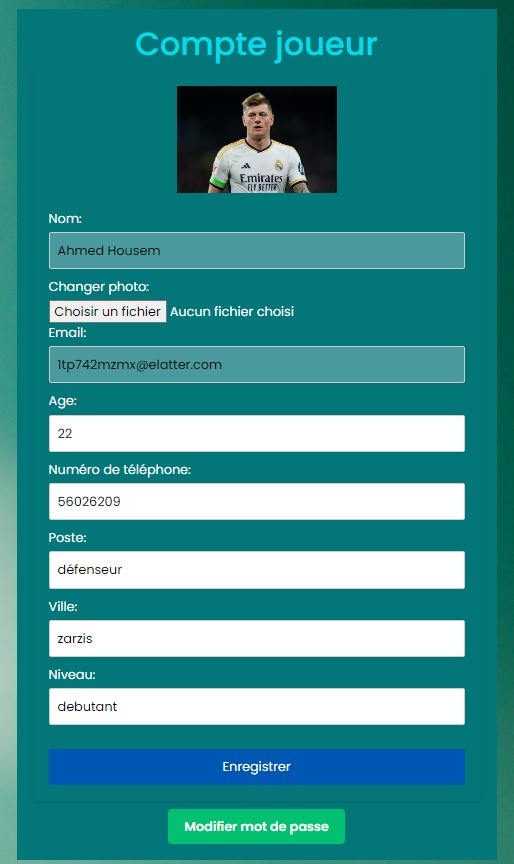 Compte joueur
Emirates
FLY BETTER
Nom:
Ahmed Housem
Changer photo:
Choisir un fichier Aucun fichier choisi
Email:
1tp742mzmx@elatter.com
Age:
22
Numéro de téléphone:
56026209
Poste:
défenseur
Ville:
zarzis
Niveau:
debutant
Enregistrer
Modifier mot de passe